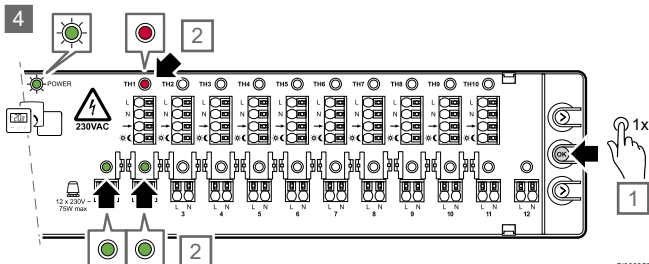 4
2
POWER
TH1 TH2 TH3 TH4 TH5 TH6 TH7 TH8 TH9 TH10
L L L L L L L L L L
N N N N N N N N N N
230VAC
OK
1x
1
12 x 230V ~
75W max
L N L N L N L N L N L N L N L N L N L N
3 4 5 6 7 8 9 10 11 12
2